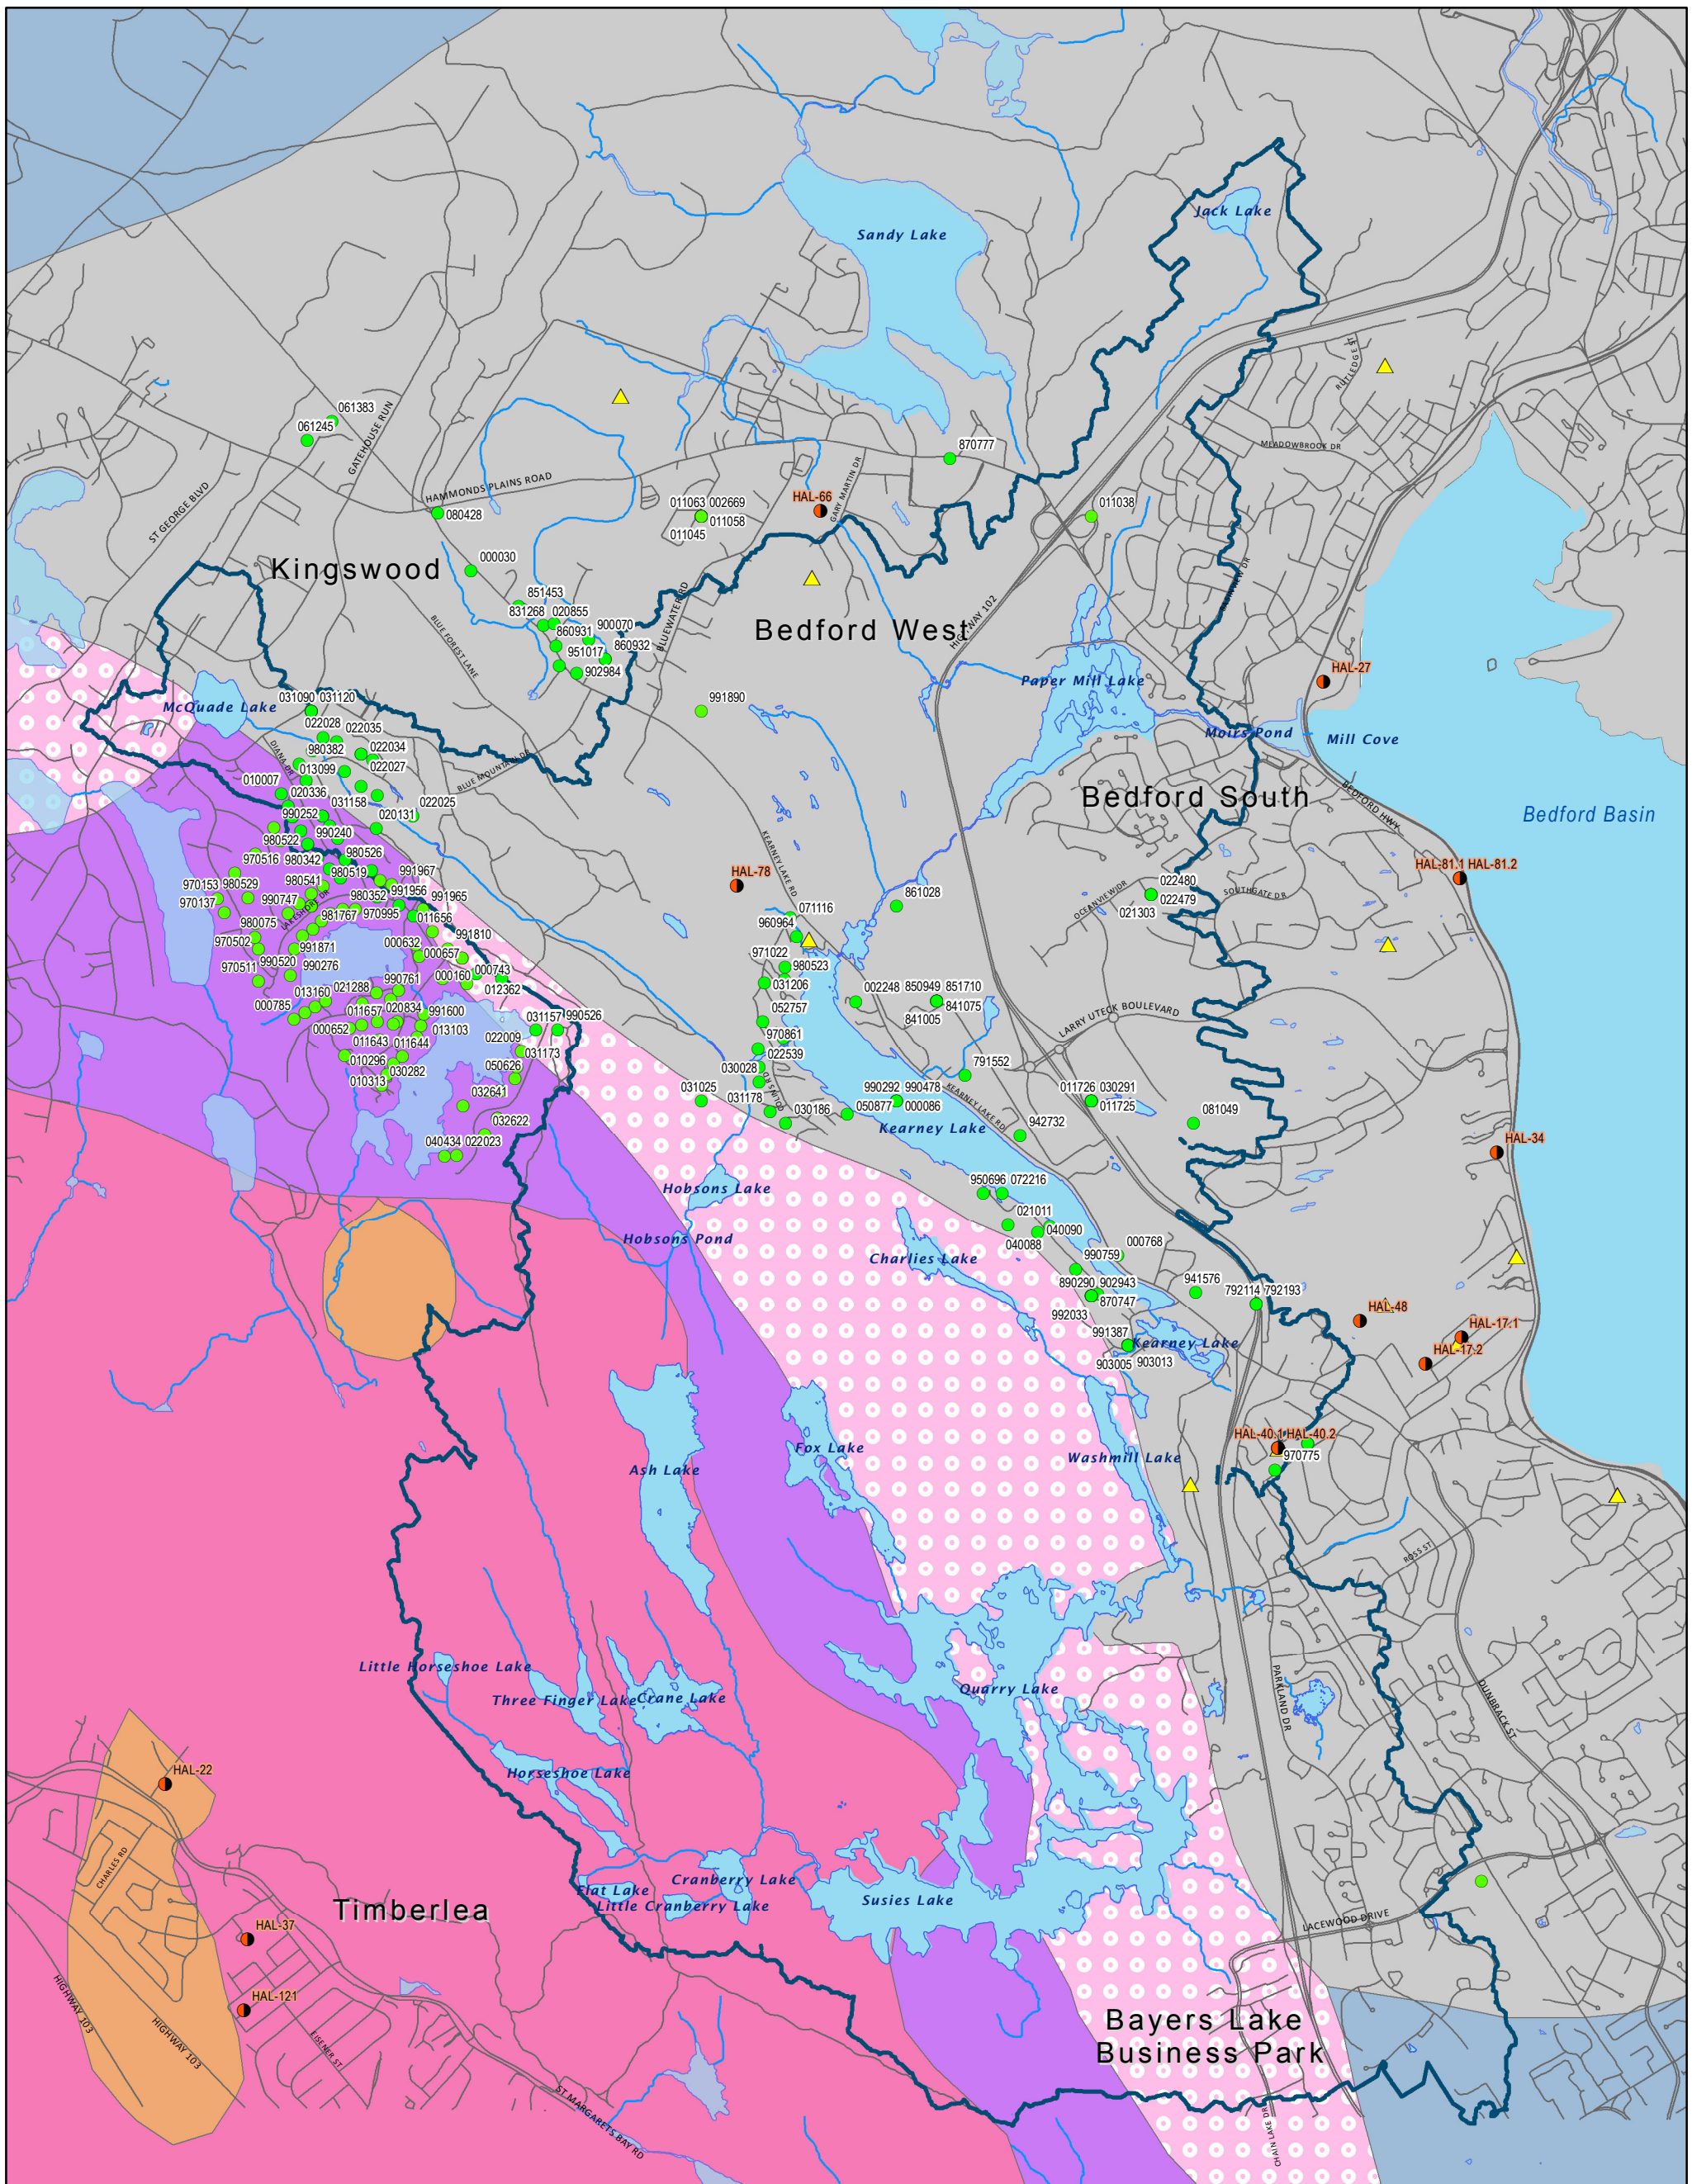 Jack Lake
Sandy Lake
RUTLEDGE ST
061383
061245
GATEHOUSE RUN
MEADOWBROOK DR
870777
HAMMONDS PLAINS ROAD
ST GEORGE BLVD
080428
011063 002669
011058
011045
HAL-66
GARY MARTIN DR
011038
000030
Kingswood
851453
831268 020855
900070
860931
860932
951017
902984
BLUE FOREST LANE
BLUEWATER RD
Bedford West
HIGHWAY 102
HAL-27
Paper Mill Lake
031090 031120
McQuade Lake
991890
022028
022035
Moirs Pond
Mill Cove
DIANA DR
980382
022034
013099
022027
010007
BLUE MOUNTAIN DR
020336
031158
022025
Bedford South
BEDFORD HWY
Bedford Basin
990252
020131
990240
980522
980526
970516 980342
KEARNEY LAKE RD
HAL-78
HAL-81.1 HAL-81.2
980519
991967
970153 980529
980541
991956
991965
970137
990747
980352
LAKESHORE DR
861028
022480
022479
021303
OCEANVIEW DR
SOUTHGATE DR
980075
981767 970995
011656
071116
960964
970502
991871
000632
991810
000657
971022
980523
970511
990520
990276
000160
000743
031206
012362
990761
021288
013160
002248 850949 851710
841075
841005
000785
052757
LARRY UTECK BOULEVARD
011657
020834
991600
031157 990526
970861
000652
013103
022009
011643
011644
031173
022539
010296
030282
050626
030028
791552
010313
032641
031025
031178
990292 990478
050877 000086
KEARNEY LAKE RD
011726 030291
011725
081049
032622
030186
Kearney Lake
942732
HAL-34
040434 022023
Hobsons Lake
950696 072216
021011
040090
040088
Hobsons Pond
Charlies Lake
990759
000768
890290 902943
870747
941576
792114 792193
992033
HAL-48
HAL-17.1
991387
Kearney Lake
HAL-17.2
903005 903013
HAL-40.1 HAL-40.2
970775
Fox Lake
Washmill Lake
Ash Lake
ROSS ST
Little Horseshoe Lake
Three Finger Lake
Crane Lake
Quarry Lake
PARKLAND DR
DUNBRACK ST
HAL-22
Horseshoe Lake
CHARLES RD
Cranberry Lake
Flat Lake
Little Cranberry Lake
Susies Lake
Timberlea
LACEWOOD DRIVE
HAL-37
HIGHWAY 103
HAL-121
HIGHWAY 103
EISENER ST
Bayers Lake
Business Park
ST MARGARETS BAY RD
CHAIN LAKE DR